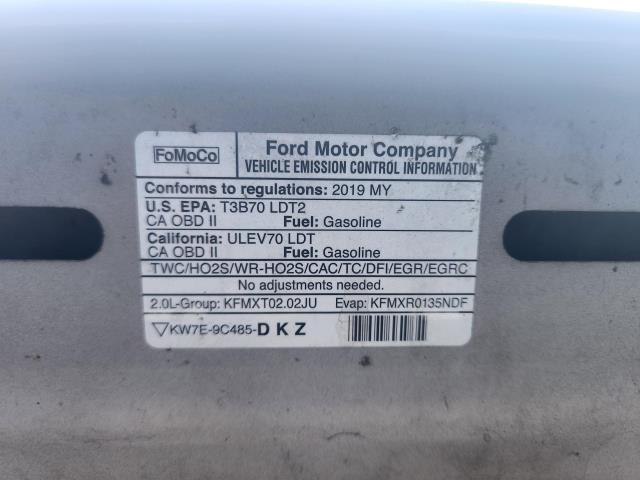 FoMoCo
Ford Motor Company
VEHICLE EMISSION CONTROL INFORMATION
Conforms to regulations: 2019 MY
U.S. EPA: T3B70 LDT2
CA OBD II Fuel: Gasoline
California: ULEV70 LDT
CA OBD II Fuel: Gasoline
TWC/HO2S/WR-HO2S/CAC/TC/DFI/EGR/EGRC
No adjustments needed.
2.0L-Group: KFMXT02.02JU Evap: KFMXR0135NDF
KW7E-9C485-D K Z